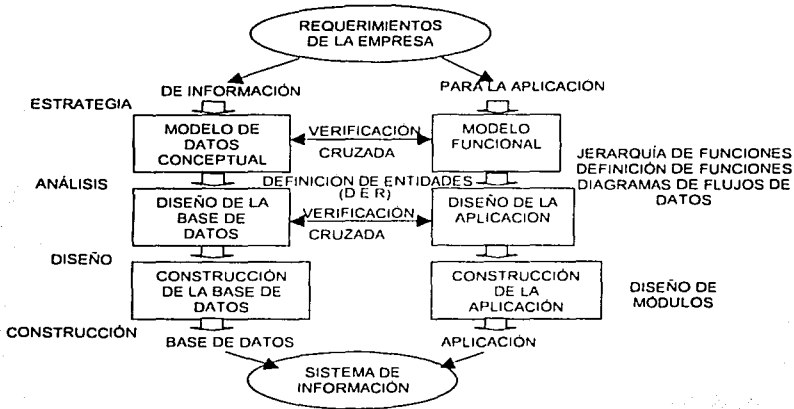 REQUERIMIENTOS
DE LA EMPRESA
DE INFORMACIÓN
PARA LA APLICACIÓN
ESTRATEGIA
MODELO DE
DATOS
CONCEPTUAL
VERIFICACIÓN
CRUZADA
MODELO
FUNCIONAL
JERARQUÍA DE FUNCIONES
DEFINICIÓN DE FUNCIONES
DIAGRAMAS DE FLUJOS DE
DATOS
ANÁLISIS
DEFINICION DE ENTIDADES
(D E R)
DISEÑO DE LA
BASE DE
DATOS
VERIFICACIÓN
CRUZADA
DISEÑO DE LA
APLICACION
DISEÑO
CONSTRUCCIÓN
DE LA BASE DE
DATOS
CONSTRUCCIÓN
DE LA
APLICACIÓN
DISEÑO DE
MÓDULOS
CONSTRUCCIÓN
BASE DE DATOS
APLICACIÓN
SISTEMA DE
INFORMACIÓN